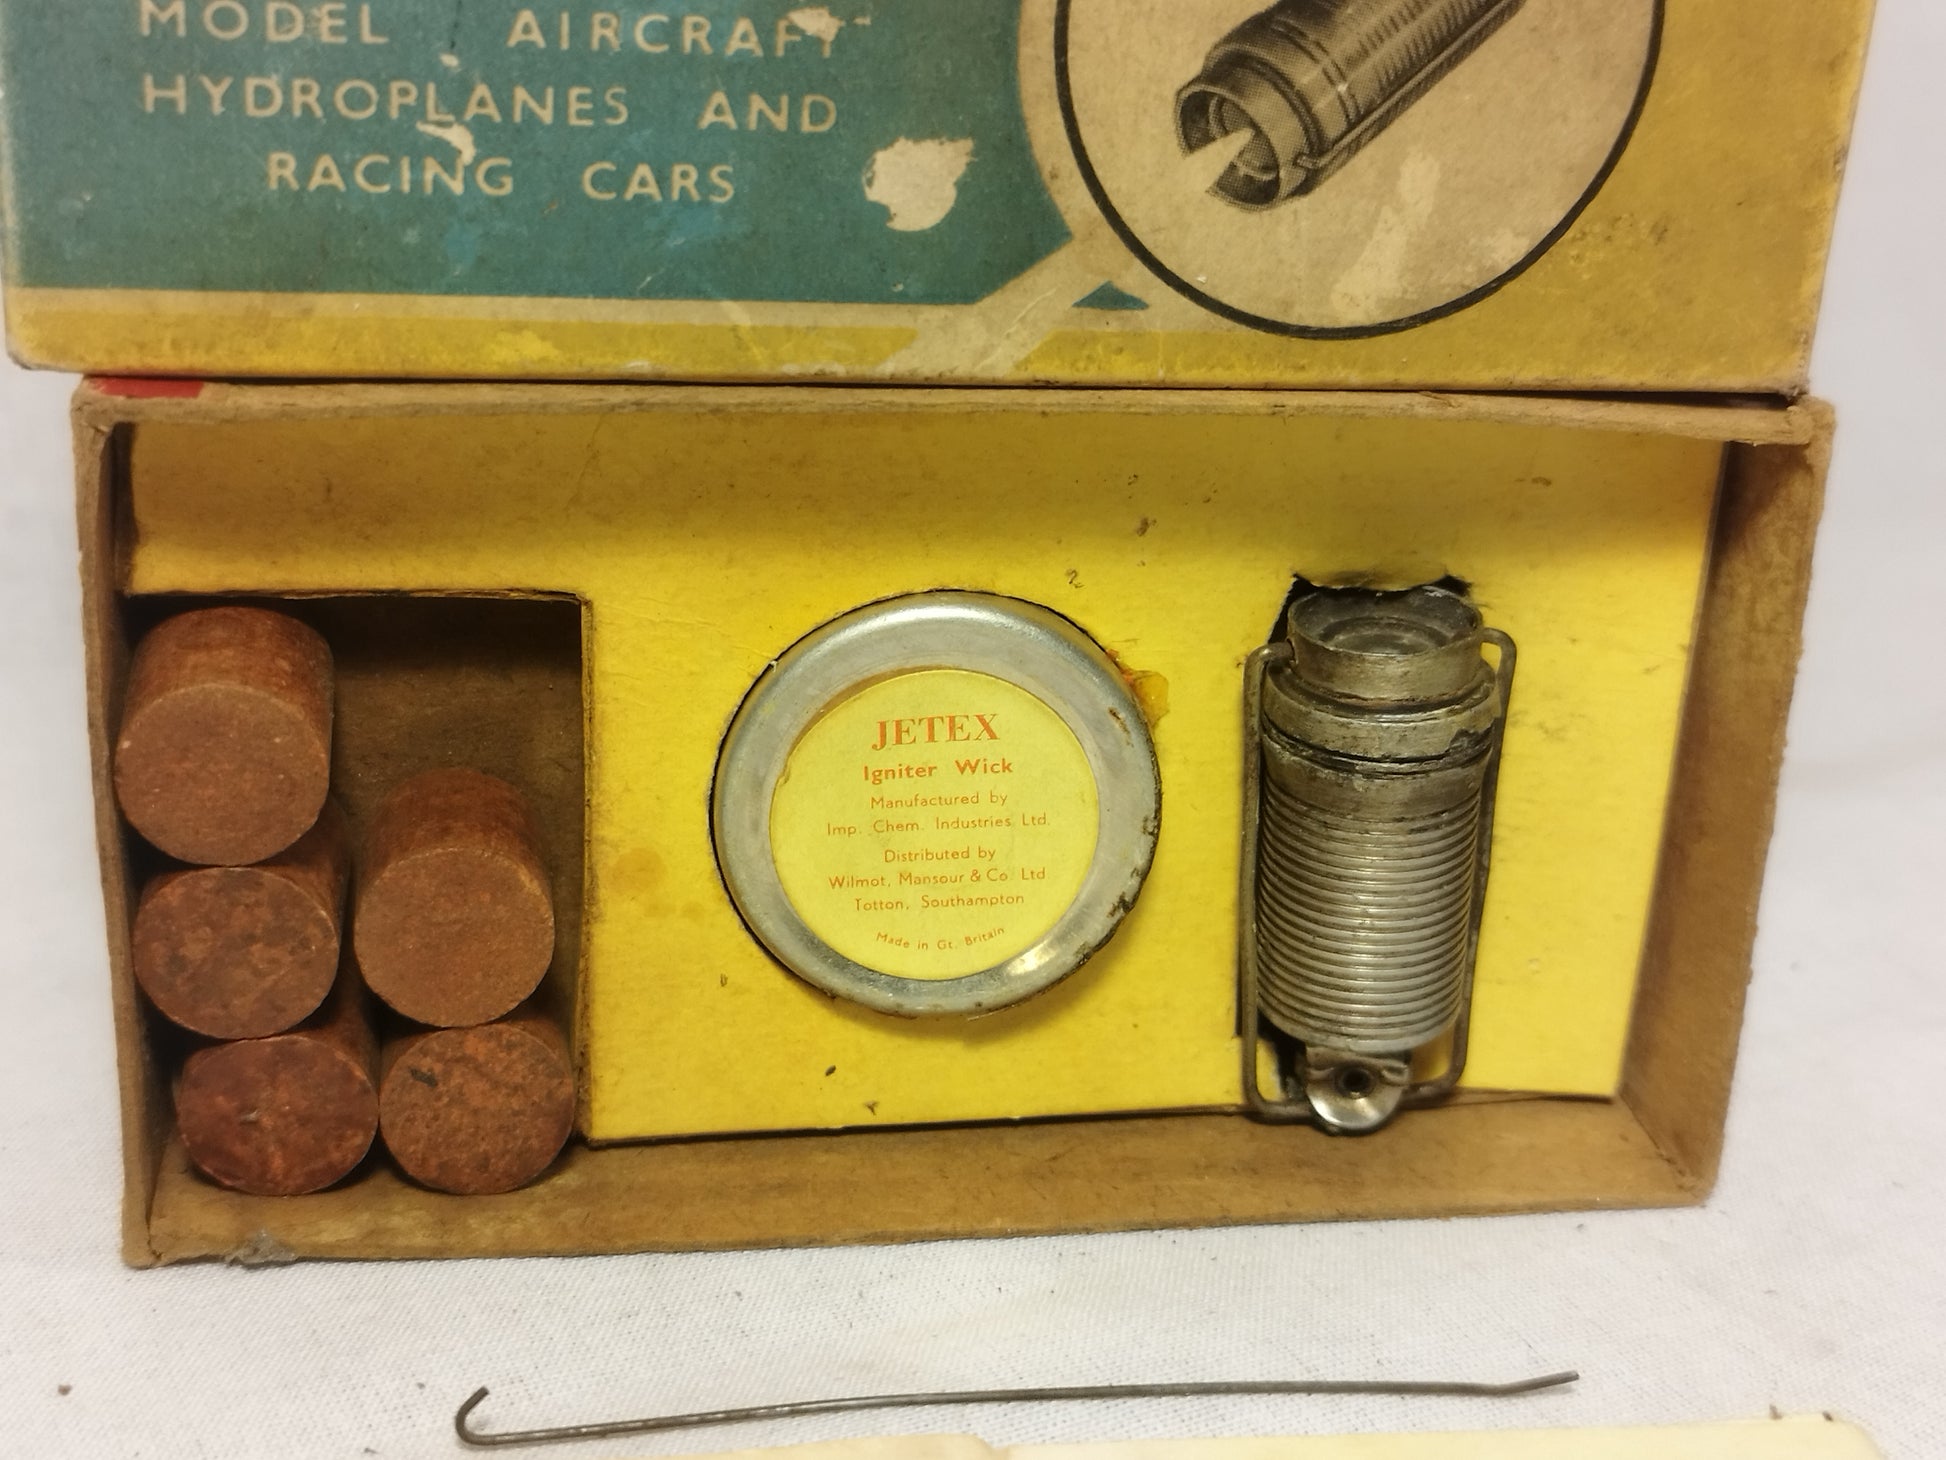 MODEL AIRCRAFT
HYDROPLANES AND
RACING CARS
JETEX
Igniter Wick
Manufactured by
Imp. Chem. Industries Ltd.
Distributed by
Wilmot, Mansour & Co. Ltd.
Totton, Southampton
Made in Gt. Britain